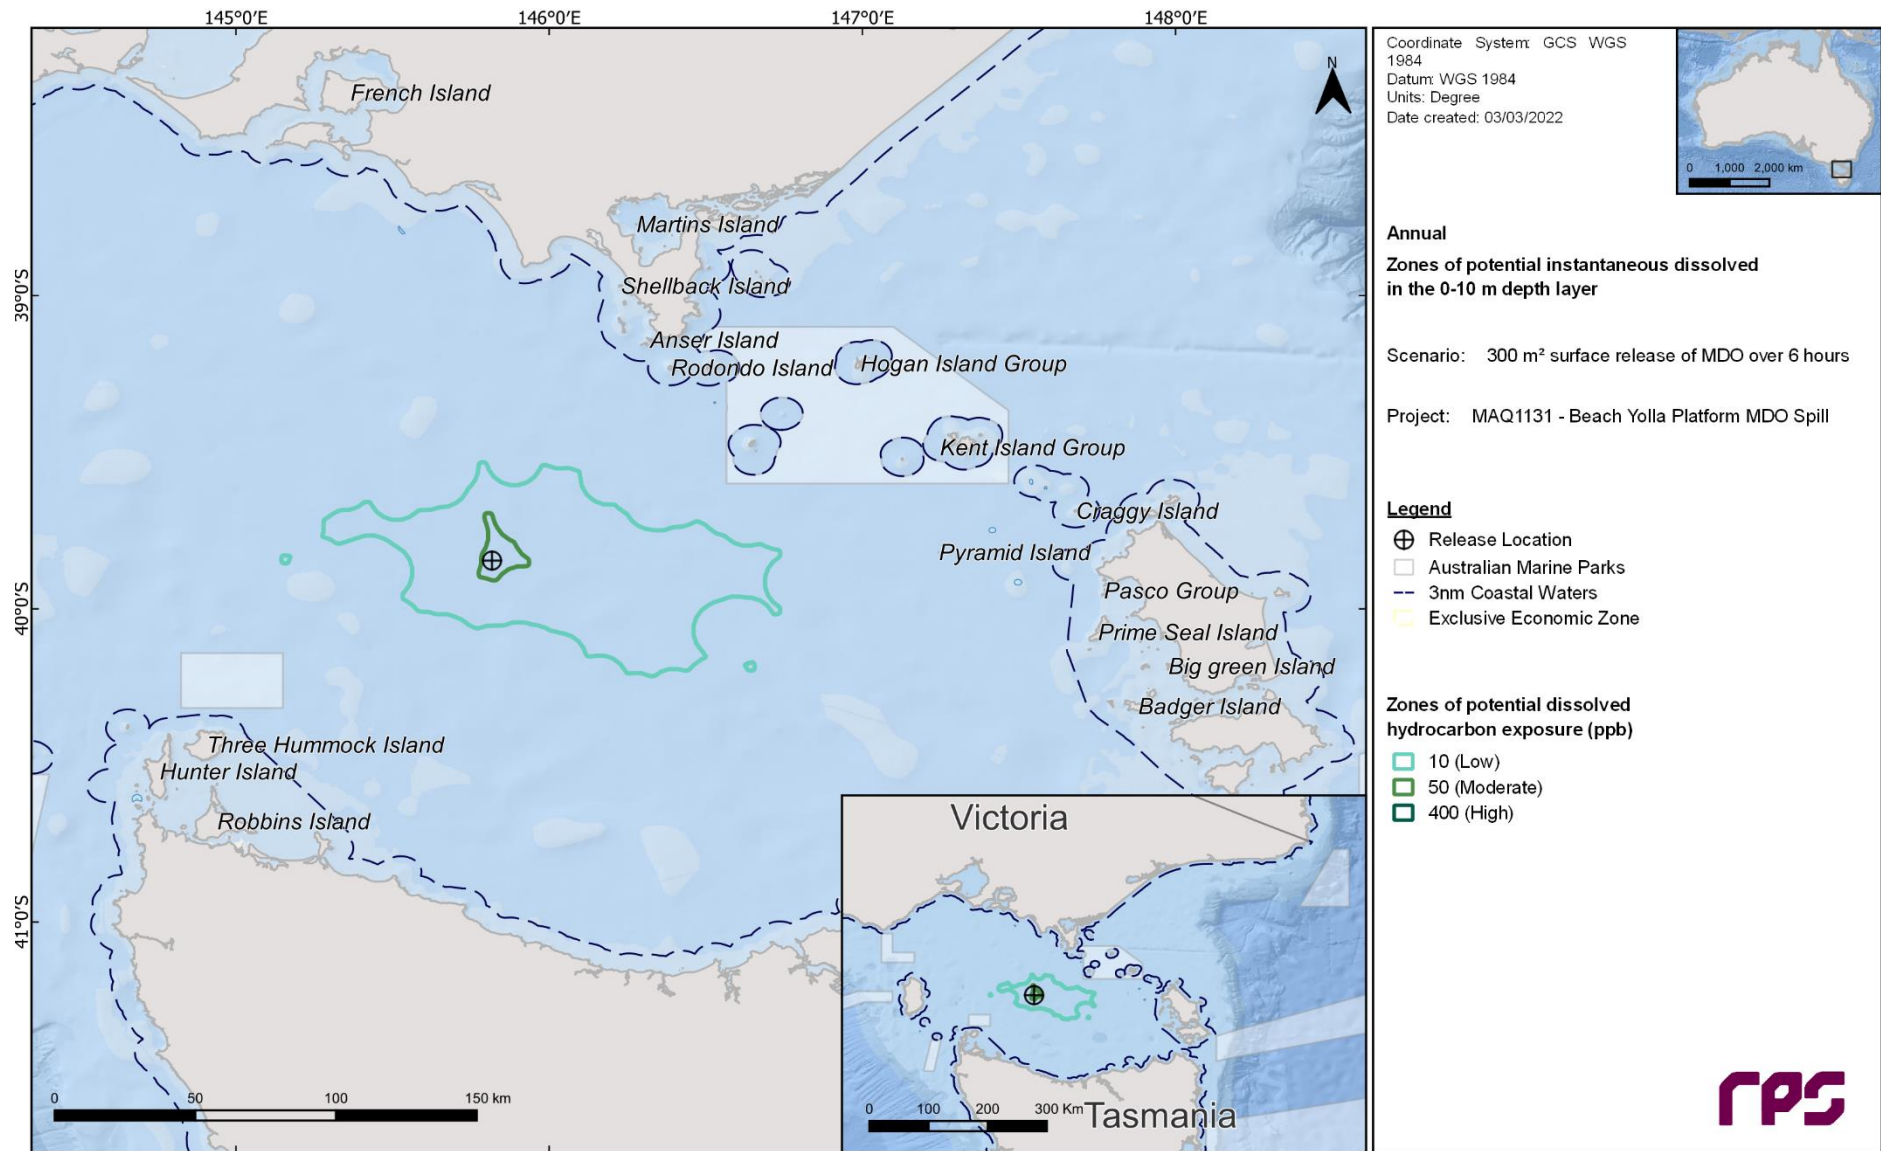 145°0'E 146°0'E 147°0'E 148°0'E
39°0'S
40°0'S
41°0'S
French Island
Martins Island
Shellback Island
Anser Island
Rodondo Island
Hogan Island Group
Kent Island Group
Craggy Island
Pyramid Island
Pasco Group
Prime Seal Island
Big green Island
Badger Island
Three Hummock Island
Hunter Island
Robbins Island
N
0 50 100 150 km
Victoria
Tasmania
0 100 200 300 Km
Coordinate System: GCS WGS
1984
Datum: WGS 1984
Units: Degree
Date created: 03/03/2022
0 1,000 2,000 km
Annual
Zones of potential instantaneous dissolved
in the 0-10 m depth layer
Scenario: 300 m² surface release of MDO over 6 hours
Project: MAQ1131 - Beach Yolla Platform MDO Spill
Legend
Release Location
Australian Marine Parks
3nm Coastal Waters
Exclusive Economic Zone
Zones of potential dissolved
hydrocarbon exposure (ppb)
10 (Low)
50 (Moderate)
400 (High)
rps